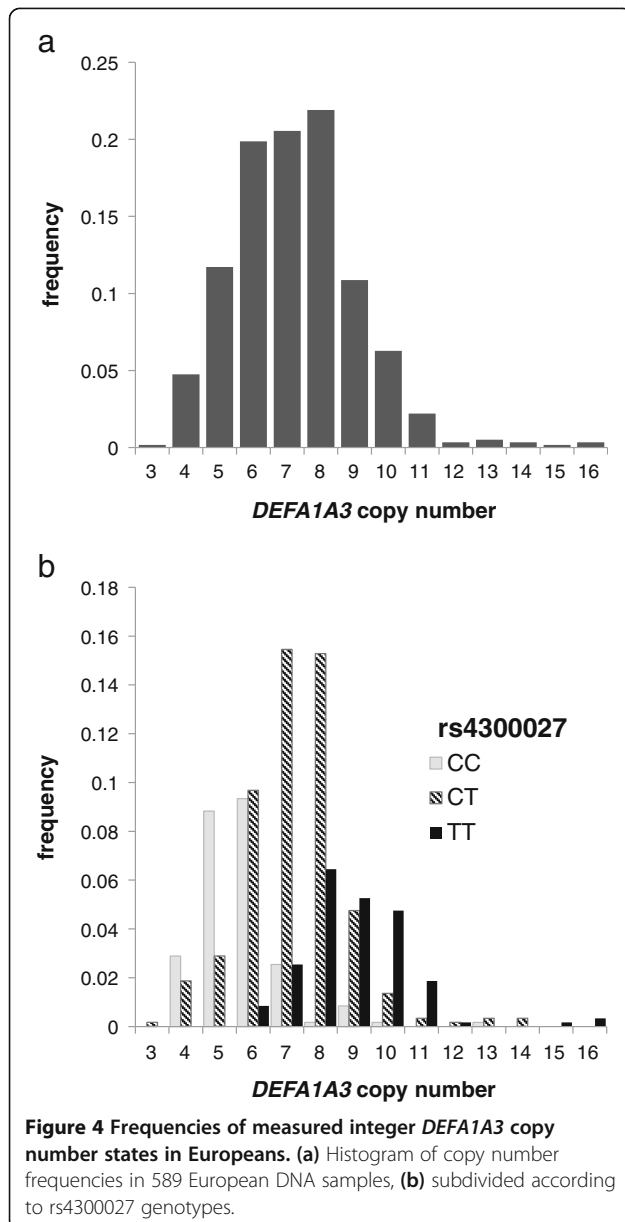 a
0.25
0.2
0.15
0.1
0.05
0
frequency
3 4 5 6 7 8 9 10 11 12 13 14 15 16
DEFA1A3 copy number
b
0.18
0.16
0.14
0.12
0.1
0.08
0.06
0.04
0.02
0
frequency
rs4300027
CC
CT
TT
3 4 5 6 7 8 9 10 11 12 13 14 15 16
DEFA1A3 copy number
Figure 4 Frequencies of measured integer DEFA1A3 copy
number states in Europeans. (a) Histogram of copy number
frequencies in 589 European DNA samples, (b) subdivided according
to rs4300027 genotypes.